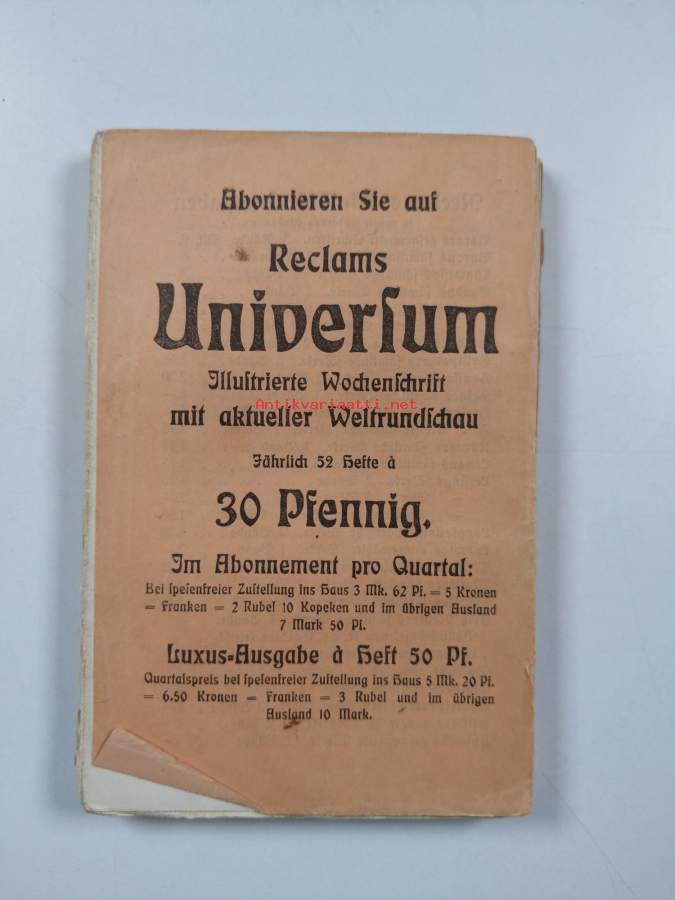 Abonnieren Sie auf
Reclams
Univerſum
Illuſtrierte Wochenſchrift
Antikvariaatti.net
mit aktueller Weltrundſchau
Jährlich 52 Hefte à
30 Pfennig.
Im Abonnement pro Quartal:
Bei ſpeſenfreier Zuſtellung ins Haus 3 Mk. 62 Pf. = 5 Kronen
= Franken = 2 Rubel 10 Kopeken und im übrigen Ausland
7 Mark 50 Pf.
Luxus-Ausgabe à Heft 50 Pf.
Quartalspreis bei ſpeſenfreier Zuſtellung ins Haus 5 Mk. 20 Pf.
= 6.50 Kronen = Franken = 3 Rubel und im übrigen
Ausland 10 Mark.